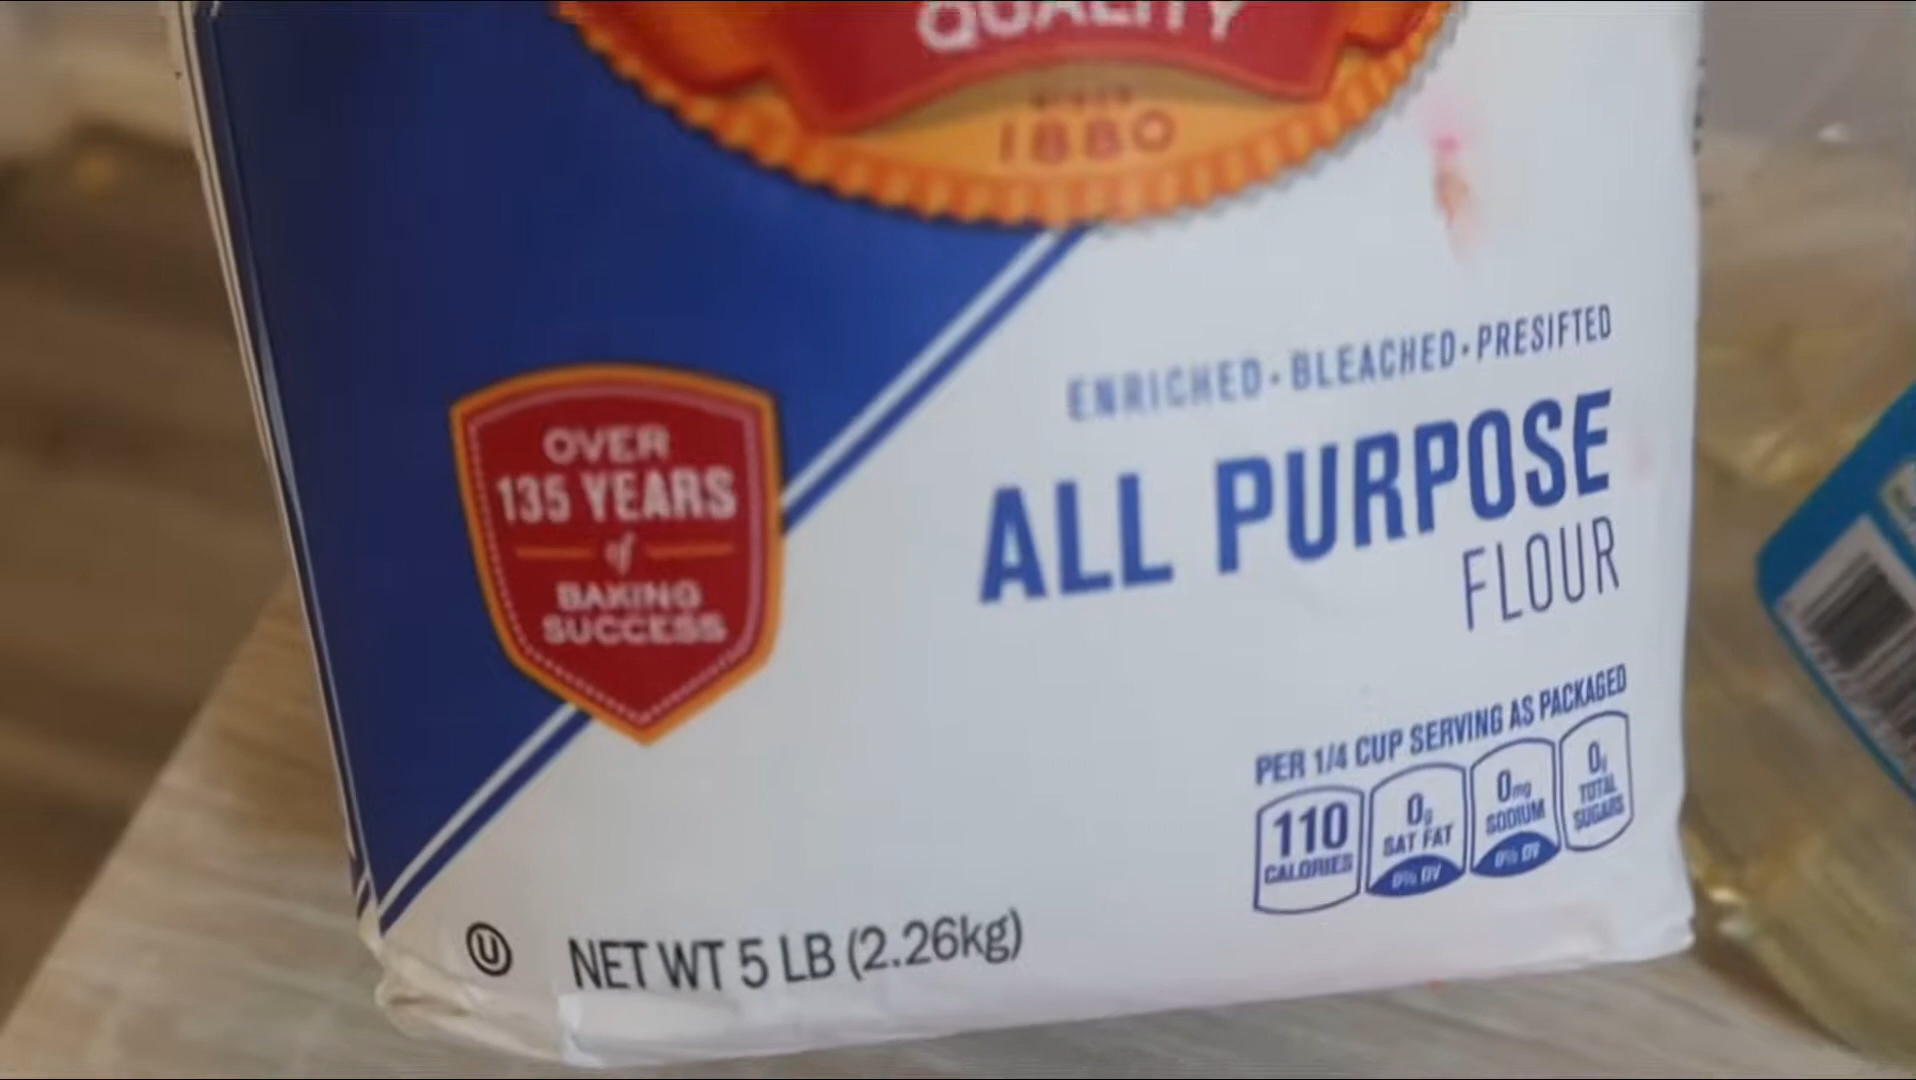 QUALITY
SINCE
1880
ENRICHED • BLEACHED • PRESIFTED
ALL PURPOSE
FLOUR
OVER
135 YEARS
of
BAKING
SUCCESS
PER 1/4 CUP SERVING AS PACKAGED
110
CALORIES
0g
SAT FAT
0% DV
0mg
SODIUM
0% DV
0g
TOTAL
SUGARS
U
NET WT 5 LB (2.26kg)